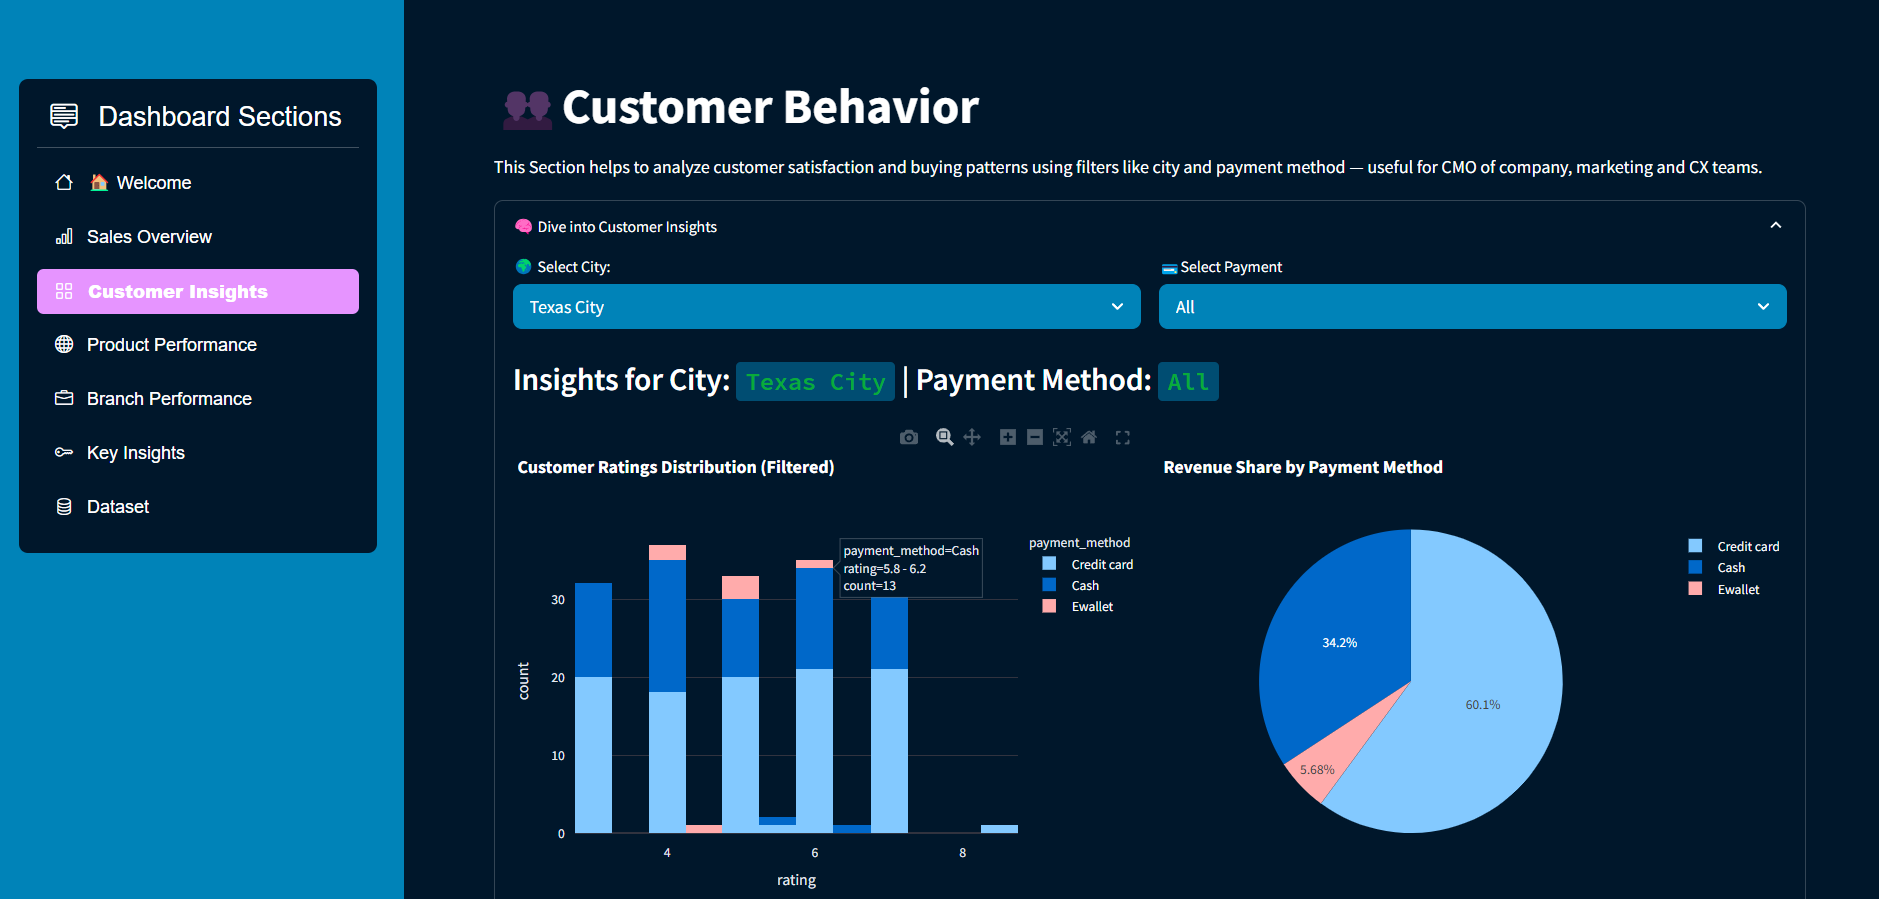 Dashboard Sections
Welcome
Sales Overview
Customer Insights
Product Performance
Branch Performance
Key Insights
Dataset
Customer Behavior
This Section helps to analyze customer satisfaction and buying patterns using filters like city and payment method — useful for CMO of company, marketing and CX teams.
Dive into Customer Insights
Select City:
Texas City
Select Payment
All
Insights for City: Texas City | Payment Method: All
Customer Ratings Distribution (Filtered)
payment_method=Cash
rating=5.8 - 6.2
count=13
payment_method
Credit card
Cash
Ewallet
30
20
10
0
count
4
6
8
rating
Revenue Share by Payment Method
34.2%
60.1%
5.68%
Credit card
Cash
Ewallet